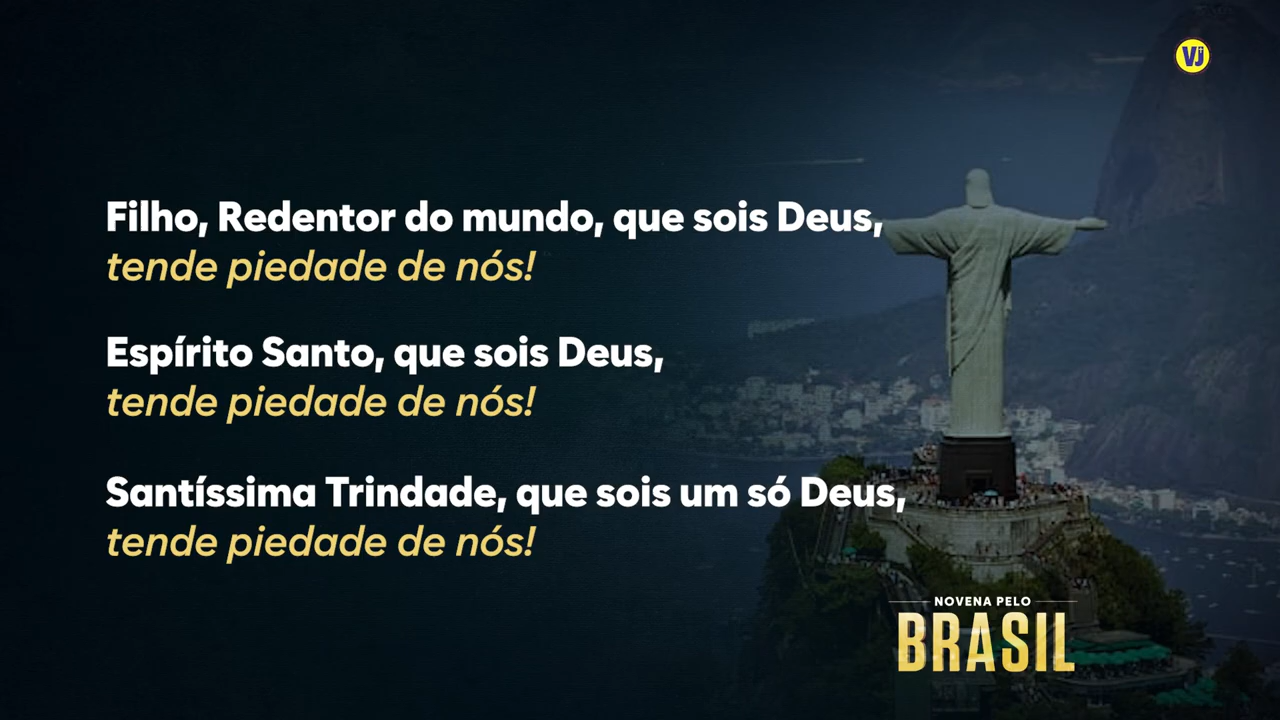 VJ
Filho, Redentor do mundo, que sois Deus,
tende piedade de nós!
Espírito Santo, que sois Deus,
tende piedade de nós!
Santíssima Trindade, que sois um só Deus,
tende piedade de nós!
NOVENA PELO
BRASIL